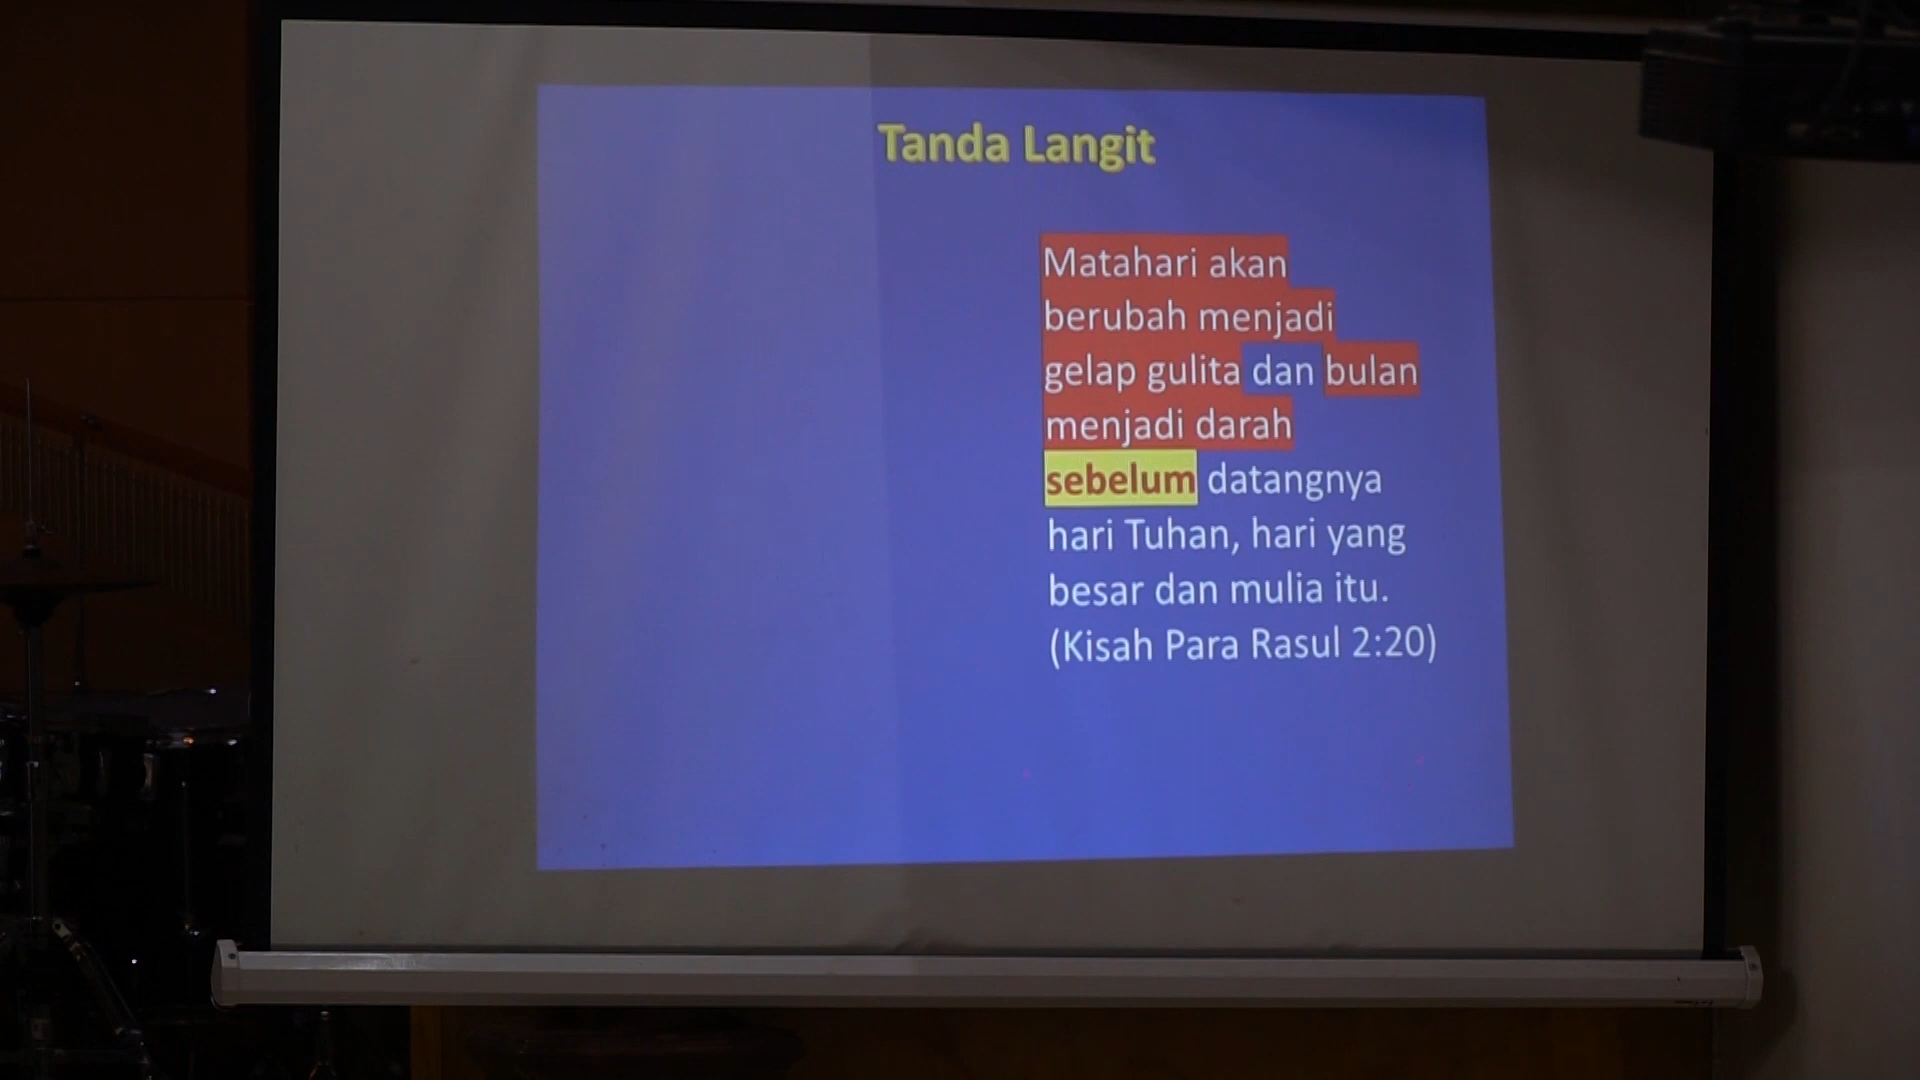 Tanda Langit
Matahari akan
berubah menjadi
gelap gulita dan bulan
menjadi darah
sebelum datangnya
hari Tuhan, hari yang
besar dan mulia itu.
(Kisah Para Rasul 2:20)